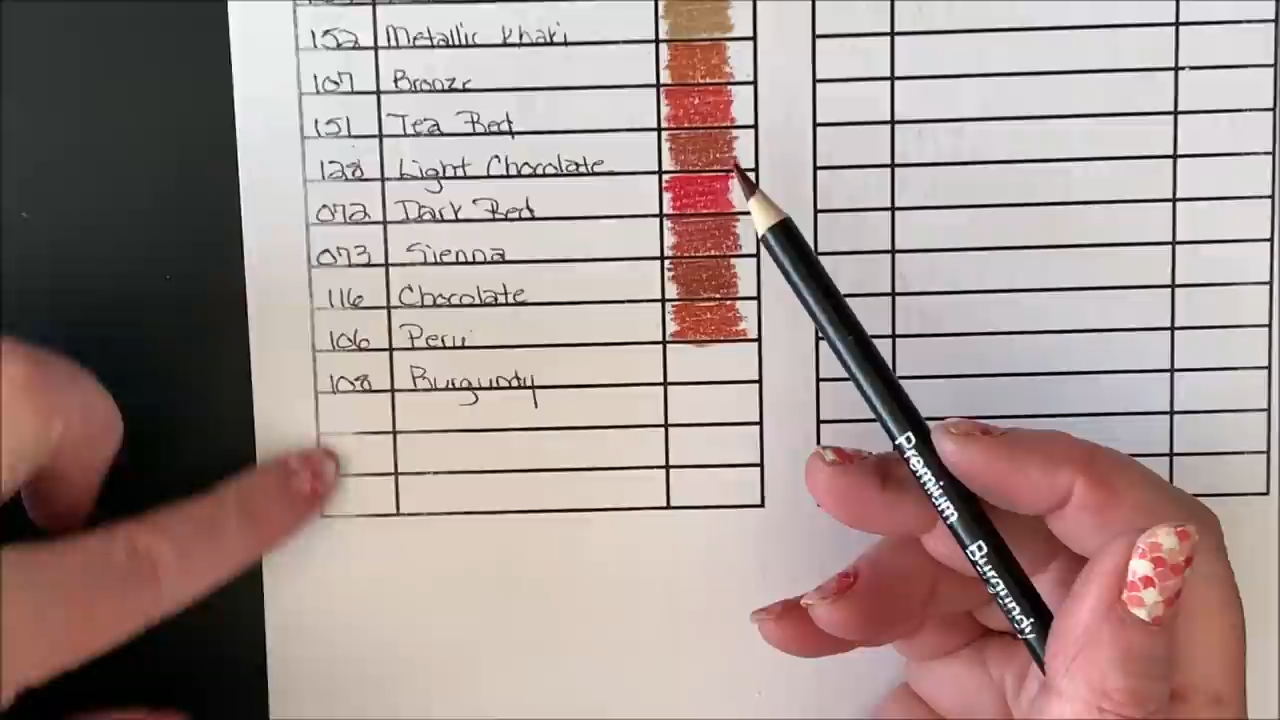 152 Metallic Khaki
107 Bronze
151 Tea Red
128 Light Chocolate
072 Dark Red
073 Sienna
116 Chocolate
106 Peru
108 Burgundy
Premium Burgundy